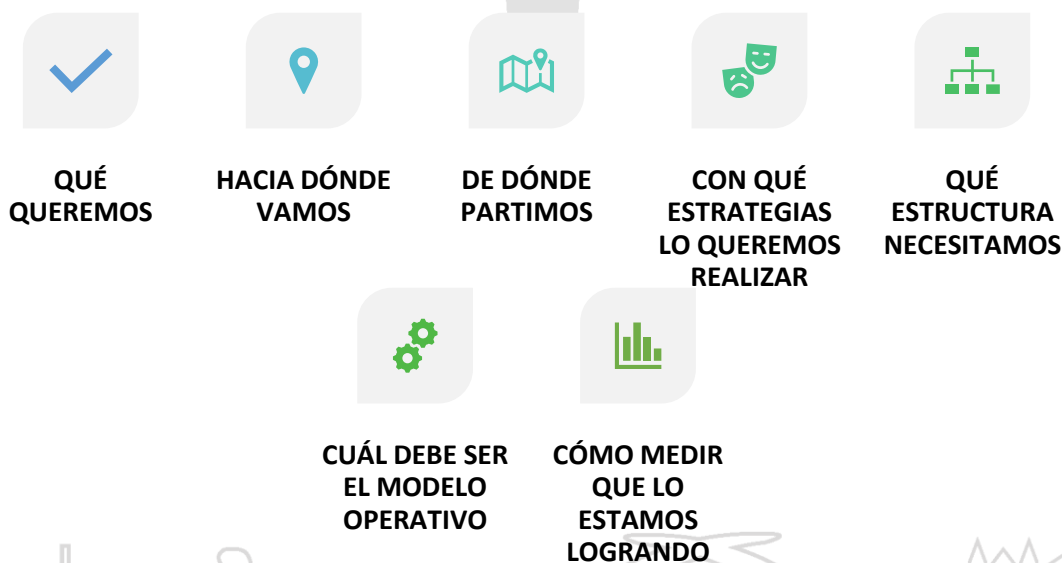 QUÉ
QUEREMOS
HACIA DÓNDE
VAMOS
DE DÓNDE
PARTIMOS
CON QUÉ
ESTRATEGIAS
LO QUEREMOS
REALIZAR
QUÉ
ESTRUCTURA
NECESITAMOS
CUÁL DEBE SER
EL MODELO
OPERATIVO
CÓMO MEDIR
QUE LO
ESTAMOS
LOGRANDO